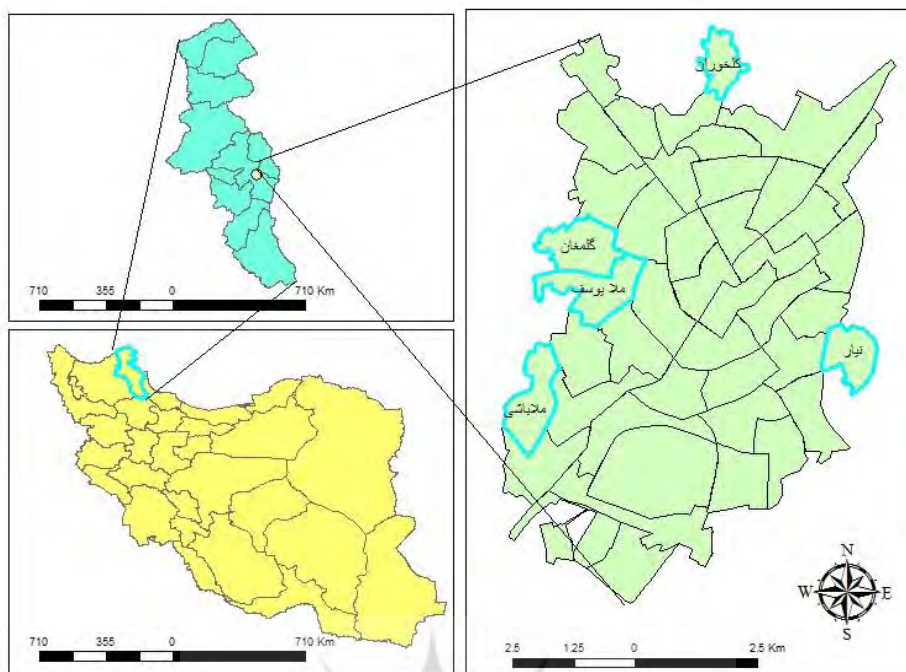 710 355 0 710 Km
710 355 0 710 Km
کلخوران
گلمغان
ملا یوسف
نیار
ملاباشی
N
W E
S
2.5 1.25 0 2.5 Km